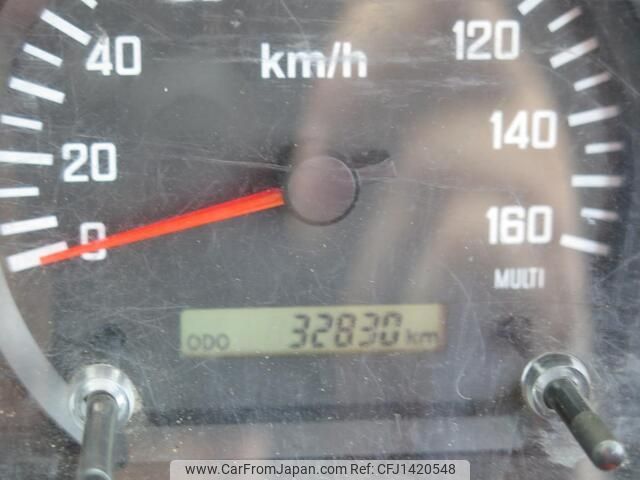 40 km/h 120
20 140
0 160
MULTI
ODO 32830 km
www.CarFromJapan.com | Ref: CFJ1420548